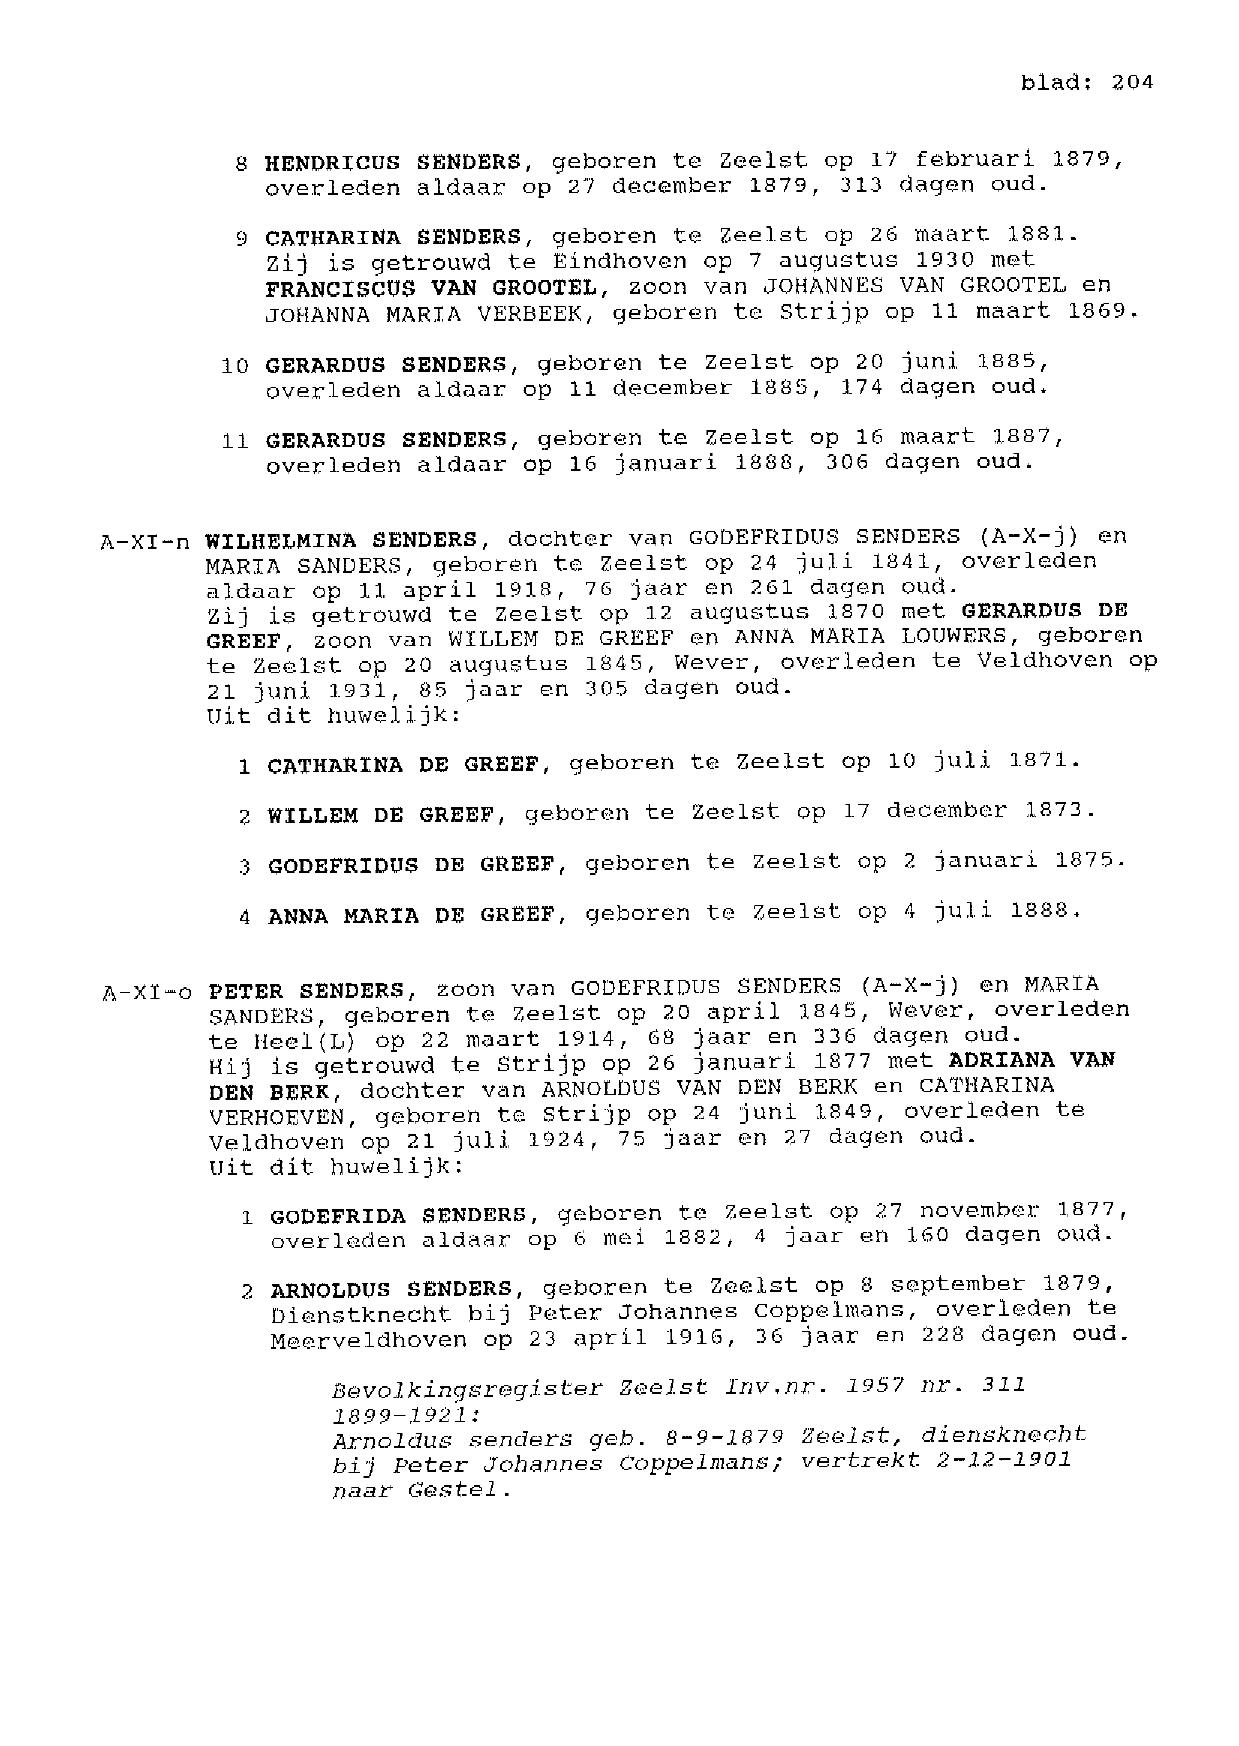 blad: 204
8 HENDRICUS SENDERS, geboren te Zeelst op 17 februari 1879,
overleden aldaar op 27 december 1879, 313 dagen oud.
9 CATHARINA SENDERS, geboren te Zeelst op 26 maart 1881.
Zij is getrouwd te Eindhoven op 7 augustus 1930 met
FRANCISCUS VAN GROOTEL, zoon van JOHANNES VAN GROOTEL en
JOHANNA MARIA VERBEEK, geboren te Strijp op 11 maart 1869.
10 GERARDUS SENDERS, geboren te Zeelst op 20 juni 1885,
overleden aldaar op 11 december 1885, 174 dagen oud.
11 GERARDUS SENDERS, geboren te Zeelst op 16 maart 1887,
overleden aldaar op 16 januari 1888, 306 dagen oud.
A-XI-n WILHELMINA SENDERS, dochter van GODEFRIDUS SENDERS (A-X-j) en
MARIA SANDERS, geboren te Zeelst op 24 juli 1841, overleden
aldaar op 11 april 1918, 76 jaar en 261 dagen oud.
Zij is getrouwd te Zeelst op 12 augustus 1870 met GERARDUS DE
GREEF, zoon van WILLEM DE GREEF en ANNA MARIA LOUWERS, geboren
te Zeelst op 20 augustus 1845, Wever, overleden te Veldhoven op
21 juni 1931, 85 jaar en 305 dagen oud.
Uit dit huwelijk:
1 CATHARINA DE GREEF, geboren te Zeelst op 10 juli 1871.
2 WILLEM DE GREEF, geboren te Zeelst op 17 december 1873.
3 GODEFRIDUS DE GREEF, geboren te Zeelst op 2 januari 1875.
4 ANNA MARIA DE GREEF, geboren te Zeelst op 4 juli 1888.
A-XI-o PETER SENDERS, zoon van GODEFRIDUS SENDERS (A-X-j) en MARIA
SANDERS, geboren te Zeelst op 20 april 1845, Wever, overleden
te Heel(L) op 22 maart 1914, 68 jaar en 336 dagen oud.
Hij is getrouwd te Strijp op 26 januari 1877 met ADRIANA VAN
DEN BERK, dochter van ARNOLDUS VAN DEN BERK en CATHARINA
VERHOEVEN, geboren te Strijp op 24 juni 1849, overleden te
Veldhoven op 21 juli 1924, 75 jaar en 27 dagen oud.
Uit dit huwelijk:
1 GODEFRIDA SENDERS, geboren te Zeelst op 27 november 1877,
overleden aldaar op 6 mei 1882, 4 jaar en 160 dagen oud.
2 ARNOLDUS SENDERS, geboren te Zeelst op 8 september 1879,
Dienstknecht bij Peter Johannes Coppelmans, overleden te
Meerveldhoven op 23 april 1916, 36 jaar en 228 dagen oud.
Bevolkingsregister Zeelst Inv.nr. 1957 nr. 311
1899-1921:
Arnoldus senders geb. 8-9-1879 Zeelst, diensknecht
bij Peter Johannes Coppelmans; vertrekt 2-12-1901
naar Gestel.